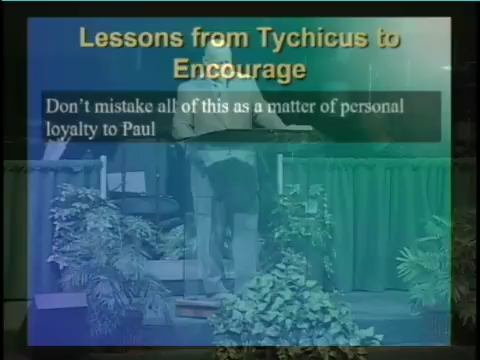 Lessons from Tychicus to
Encourage
Don't mistake all of this as a matter of personal
loyalty to Paul